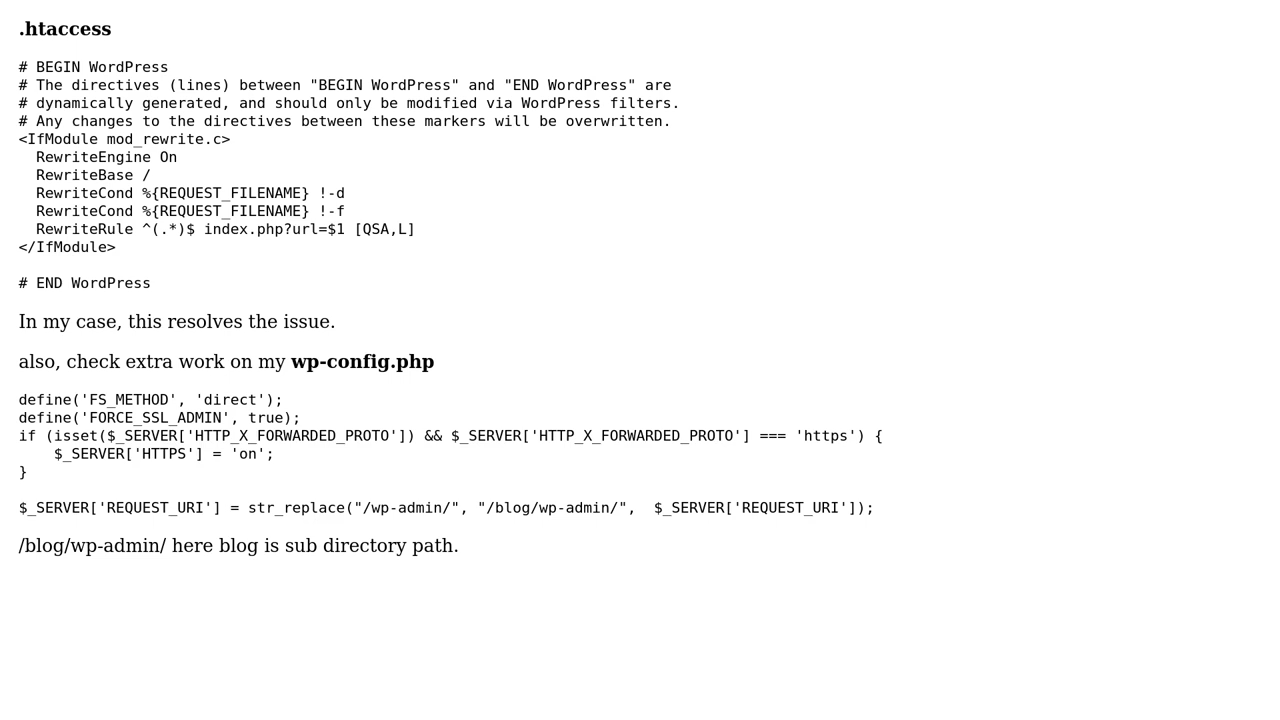 .htaccess
# BEGIN WordPress
# The directives (lines) between "BEGIN WordPress" and "END WordPress" are
# dynamically generated, and should only be modified via WordPress filters.
# Any changes to the directives between these markers will be overwritten.
<IfModule mod_rewrite.c>
  RewriteEngine On
  RewriteBase /
  RewriteCond %{REQUEST_FILENAME} !-d
  RewriteCond %{REQUEST_FILENAME} !-f
  RewriteRule ^(.*)$ index.php?url=$1 [QSA,L]
</IfModule>
# END WordPress
In my case, this resolves the issue.
also, check extra work on my wp-config.php
define('FS_METHOD', 'direct');
define('FORCE_SSL_ADMIN', true);
if (isset($_SERVER['HTTP_X_FORWARDED_PROTO']) && $_SERVER['HTTP_X_FORWARDED_PROTO'] === 'https') {
    $_SERVER['HTTPS'] = 'on';
}
$_SERVER['REQUEST_URI'] = str_replace("/wp-admin/", "/blog/wp-admin/",  $_SERVER['REQUEST_URI']);
/blog/wp-admin/ here blog is sub directory path.